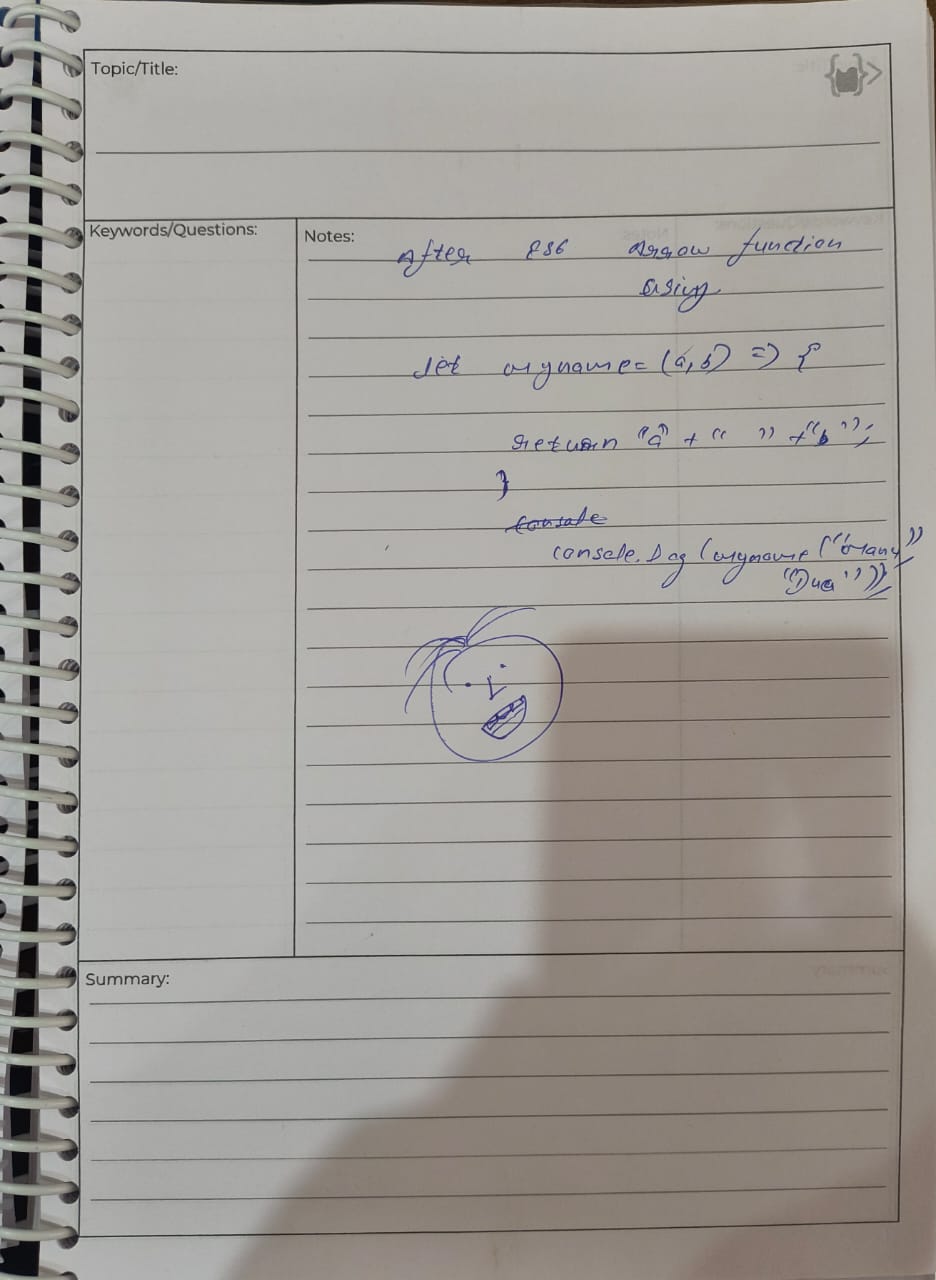 Topic/Title:
Keywords/Questions:
Notes:
After ES6 Arrow function
using
let myname = (a,b) => {
return "a" + " " + "b";
}
console
console.log (myname ("
"Dua"));
Summary: